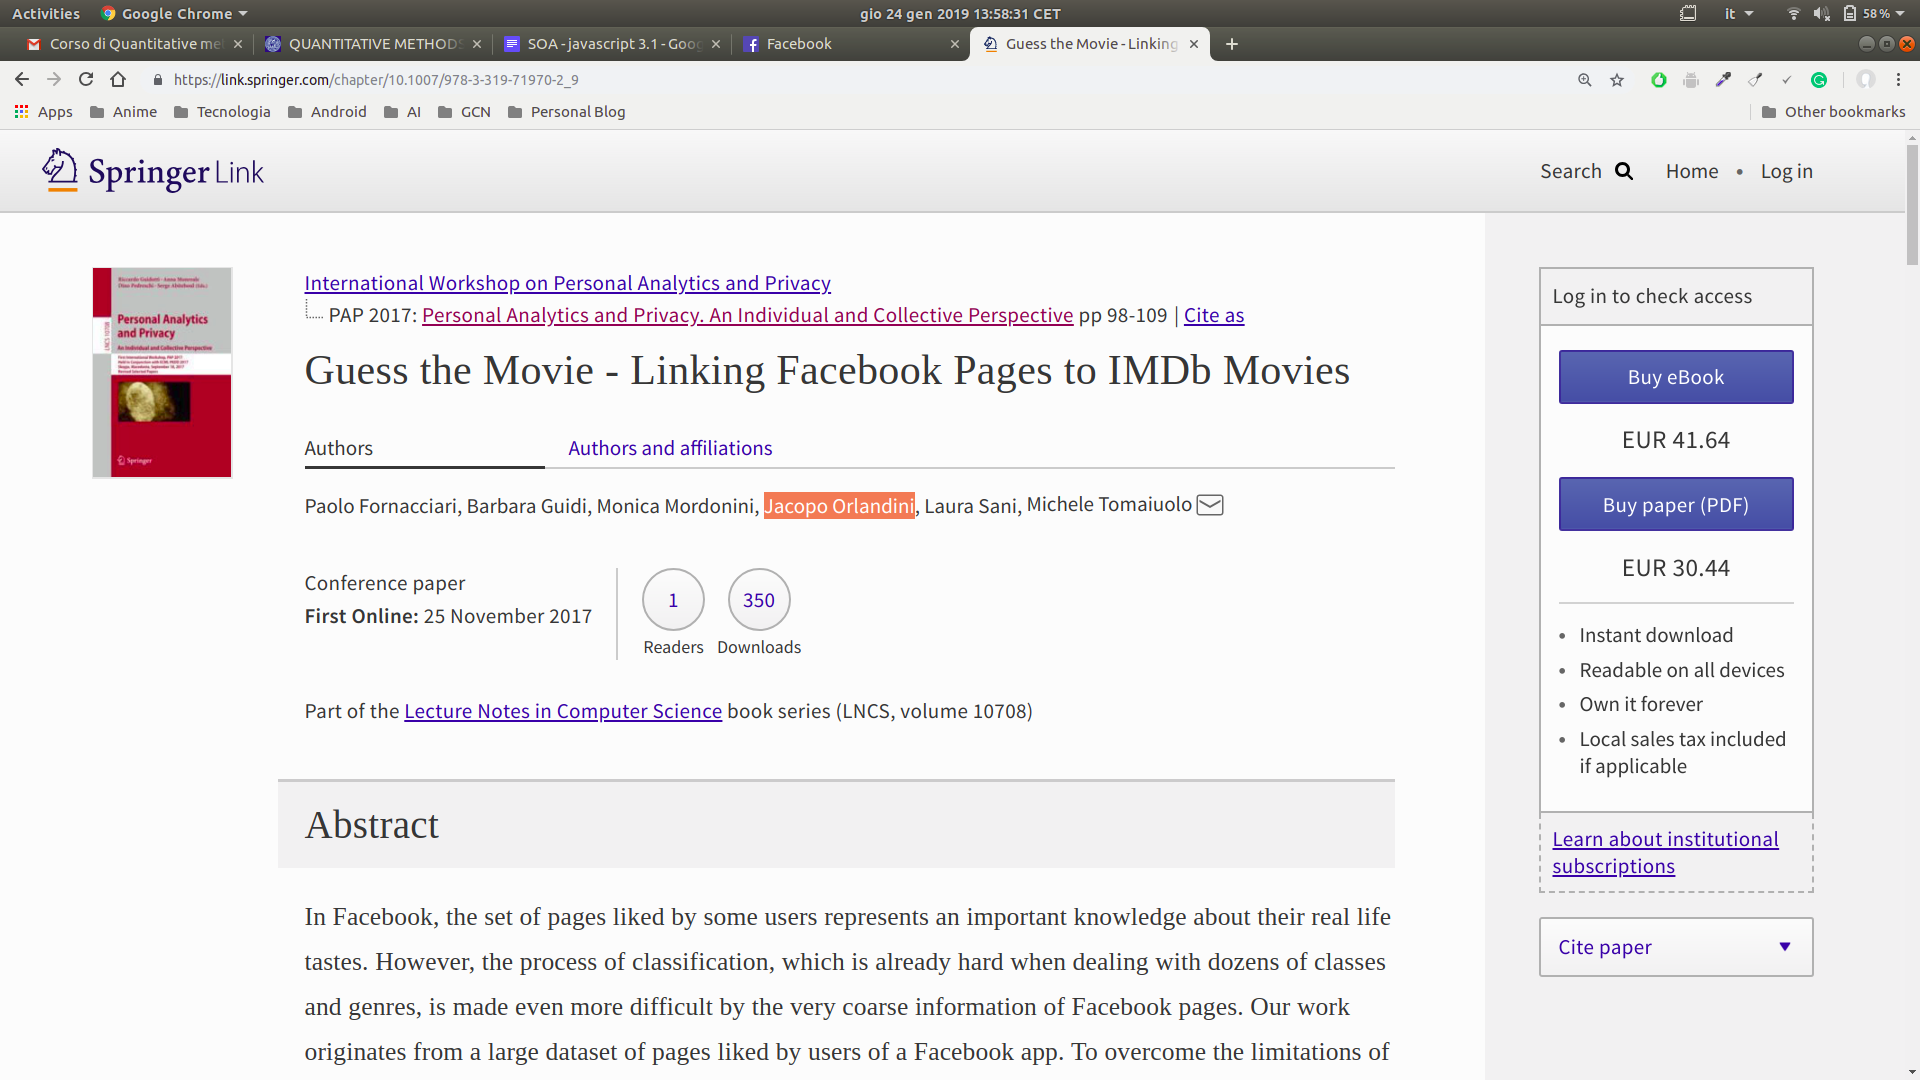 Activities Google Chrome gio 24 gen 2019 13:58:31 CET it 58 %
Corso di Quantitative me QUANTITATIVE METHODS SOA - javascript 3.1 - Goo Facebook Guess the Movie - Linking
https://link.springer.com/chapter/10.1007/978-3-319-71970-2_9
Apps Anime Tecnologia Android AI GCN Personal Blog Other bookmarks
Springer Link Search Home • Log in
Personal Analytics
and Privacy
An Individual and Collective Perspective
Springer
International Workshop on Personal Analytics and Privacy
PAP 2017: Personal Analytics and Privacy. An Individual and Collective Perspective pp 98-109 | Cite as
Guess the Movie - Linking Facebook Pages to IMDb Movies
Authors Authors and affiliations
Paolo Fornacciari, Barbara Guidi, Monica Mordonini, Jacopo Orlandini, Laura Sani, Michele Tomaiuolo
Conference paper
First Online: 25 November 2017
1 350
Readers Downloads
Part of the Lecture Notes in Computer Science book series (LNCS, volume 10708)
Abstract
In Facebook, the set of pages liked by some users represents an important knowledge about their real life
tastes. However, the process of classification, which is already hard when dealing with dozens of classes
and genres, is made even more difficult by the very coarse information of Facebook pages. Our work
originates from a large dataset of pages liked by users of a Facebook app. To overcome the limitations of
Log in to check access
Buy eBook
EUR 41.64
Buy paper (PDF)
EUR 30.44
• Instant download
• Readable on all devices
• Own it forever
• Local sales tax included
if applicable
Learn about institutional
subscriptions
Cite paper